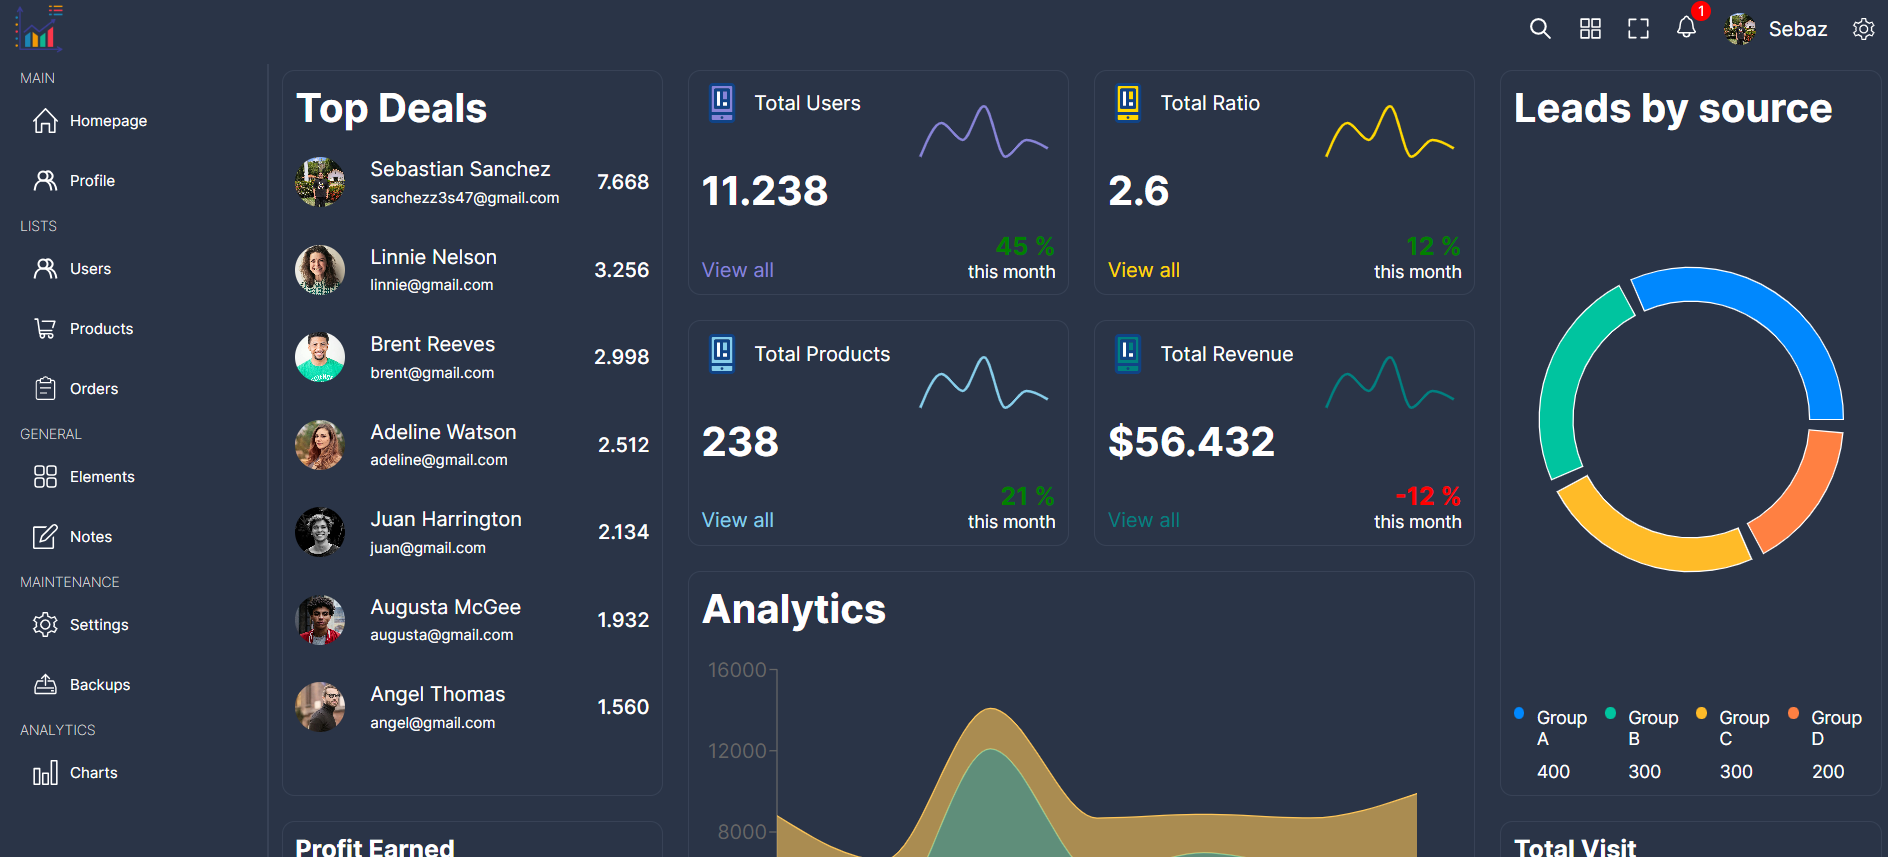 1
Sebaz
MAIN
Homepage
Profile
LISTS
Users
Products
Orders
GENERAL
Elements
Notes
MAINTENANCE
Settings
Backups
ANALYTICS
Charts
Top Deals
Sebastian Sanchez
sanchezz3s47@gmail.com
7.668
Linnie Nelson
linnie@gmail.com
3.256
Brent Reeves
brent@gmail.com
2.998
Adeline Watson
adeline@gmail.com
2.512
Juan Harrington
juan@gmail.com
2.134
Augusta McGee
augusta@gmail.com
1.932
Angel Thomas
angel@gmail.com
1.560
Profit Earned
Total Users
11.238
View all
45 %
this month
Total Ratio
2.6
View all
12 %
this month
Total Products
238
View all
21 %
this month
Total Revenue
$56.432
View all
-12 %
this month
Analytics
16000
12000
8000
Leads by source
Group A
400
Group B
300
Group C
300
Group D
200
Total Visit